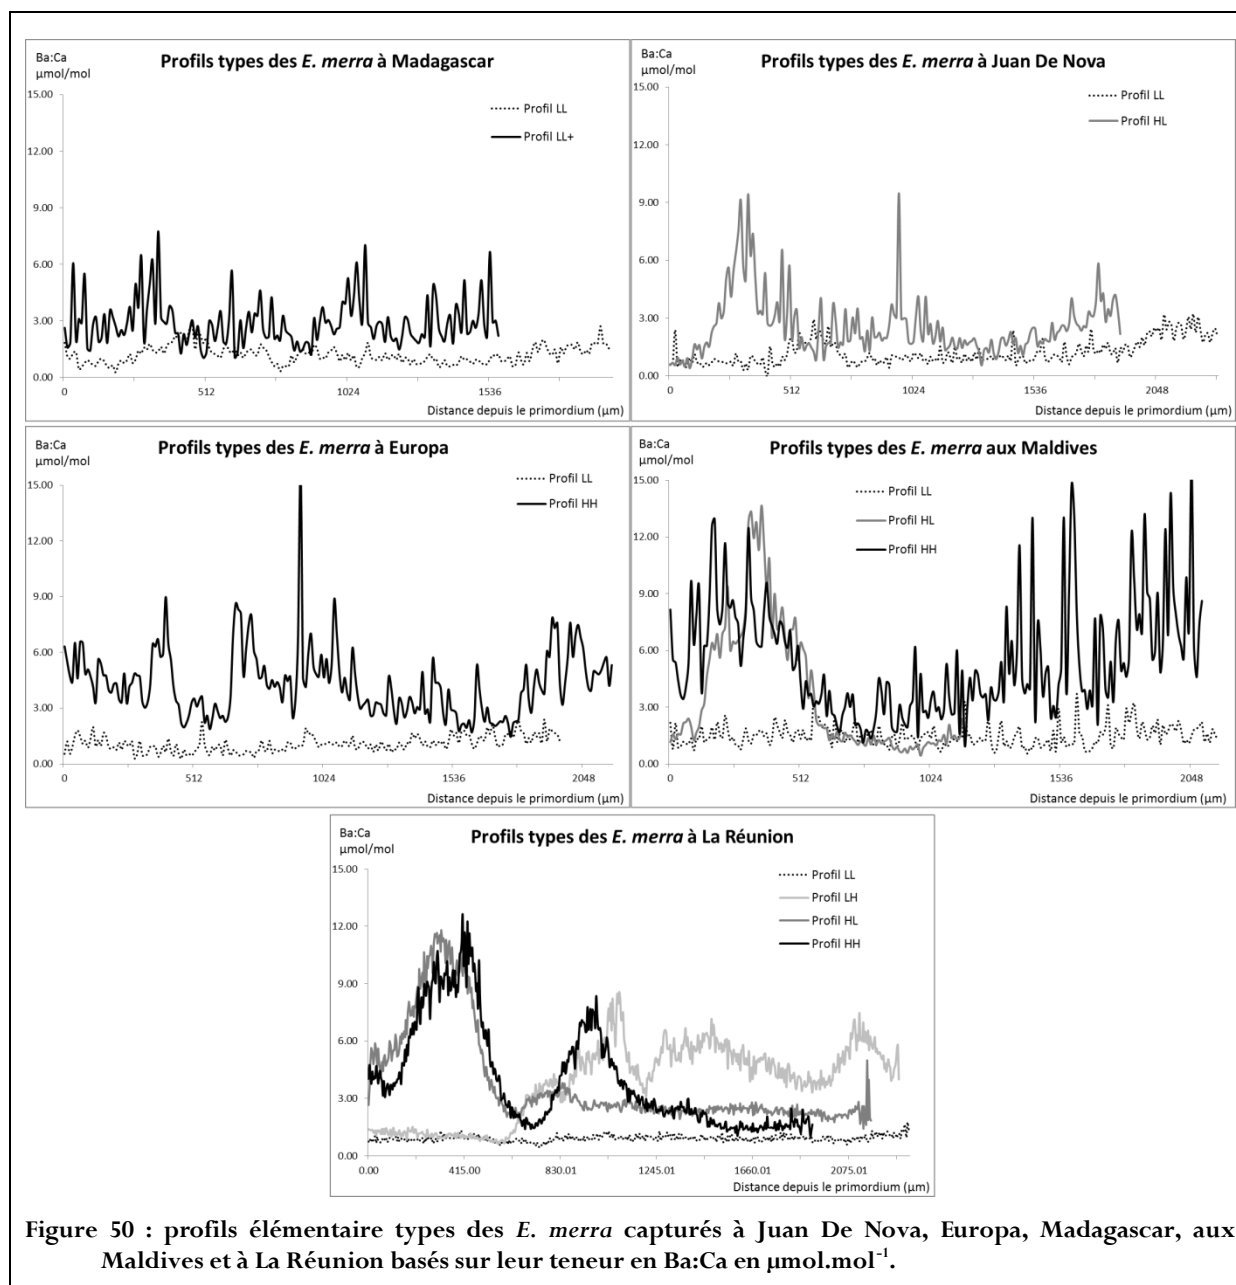 Ba:Ca
µmol/mol
Profils types des E. merra à Madagascar
Profil LL
Profil LL+
15.00
12.00
9.00
6.00
3.00
0.00
0
512
1024
1536
Distance depuis le primordium (µm)
Ba:Ca
µmol/mol
Profils types des E. merra à Juan De Nova
Profil LL
Profil HL
15.00
12.00
9.00
6.00
3.00
0.00
0
512
1024
1536
2048
Distance depuis le primordium (µm)
Ba:Ca
µmol/mol
Profils types des E. merra à Europa
Profil LL
Profil HH
15.00
12.00
9.00
6.00
3.00
0.00
0
512
1024
1536
2048
Distance depuis le primordium (µm)
Ba:Ca
µmol/mol
Profils types des E. merra aux Maldives
Profil LL
Profil HL
Profil HH
15.00
12.00
9.00
6.00
3.00
0.00
0
512
1024
1536
2048
Distance depuis le primordium (µm)
Ba:Ca
µmol/mol
Profils types des E. merra à La Réunion
Profil LL
Profil LH
Profil HL
Profil HH
15.00
12.00
9.00
6.00
3.00
0.00
0.00
415.00
830.01
1245.01
1660.01
2075.01
Distance depuis le primordium (µm)
Figure 50 : profils élémentaire types des E. merra capturés à Juan De Nova, Europa, Madagascar, aux
Maldives et à La Réunion basés sur leur teneur en Ba:Ca en µmol.mol⁻¹.